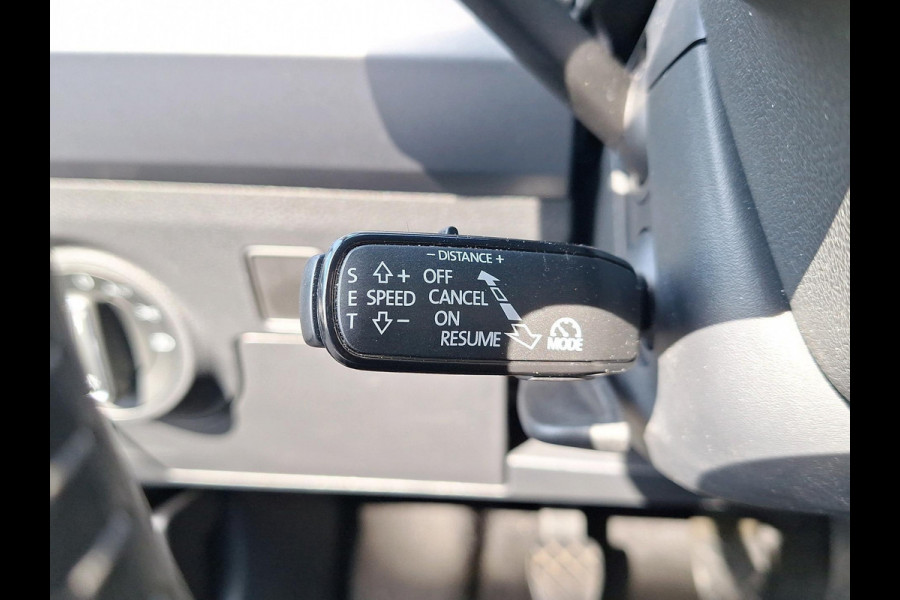 – DISTANCE +
S + OFF
E SPEED CANCEL
T – ON
RESUME MODE